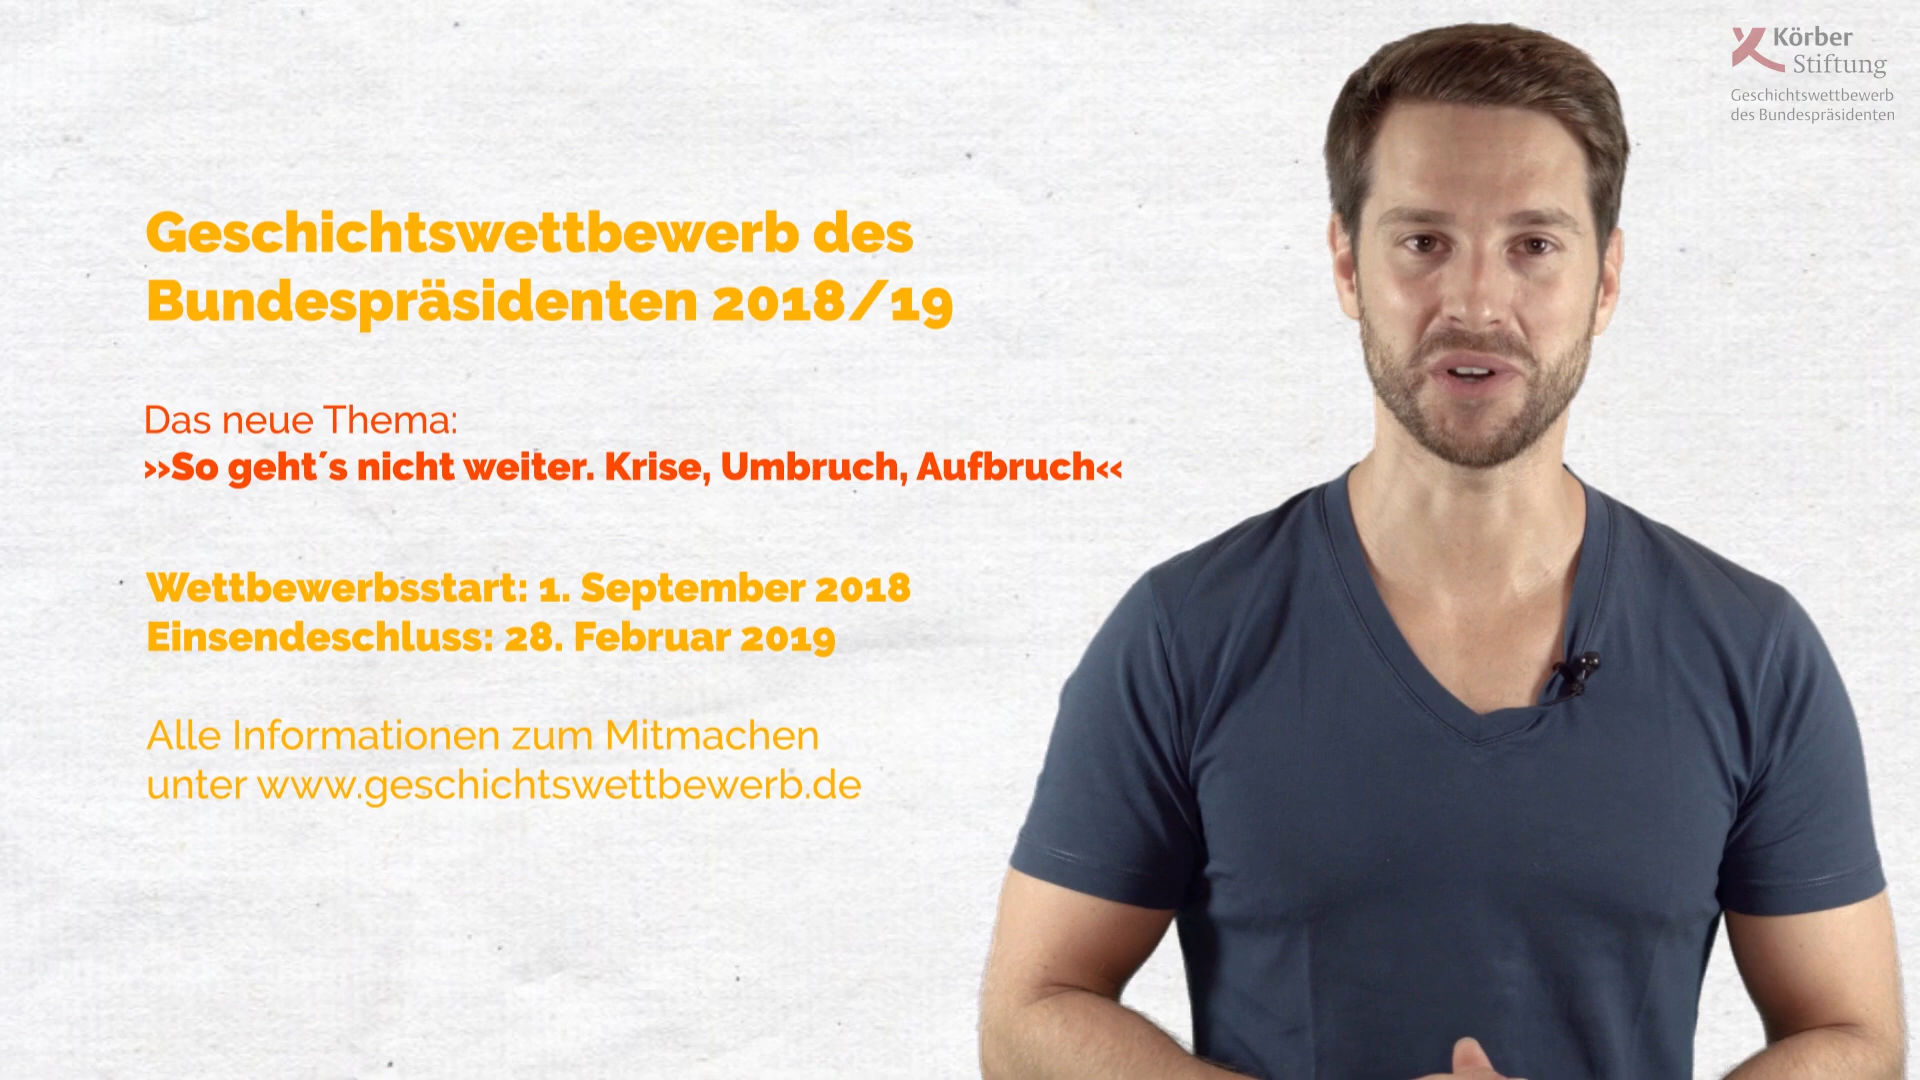 Körber
Stiftung
Geschichtswettbewerb
des Bundespräsidenten
Geschichtswettbewerb des
Bundespräsidenten 2018/19
Das neue Thema:
»So geht´s nicht weiter. Krise, Umbruch, Aufbruch«
Wettbewerbsstart: 1. September 2018
Einsendeschluss: 28. Februar 2019
Alle Informationen zum Mitmachen
unter www.geschichtswettbewerb.de